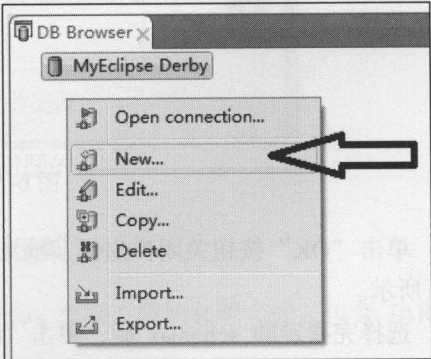 DB Browser
MyEclipse Derby
Open connection...
New...
Edit...
Copy...
Delete
Import...
Export...